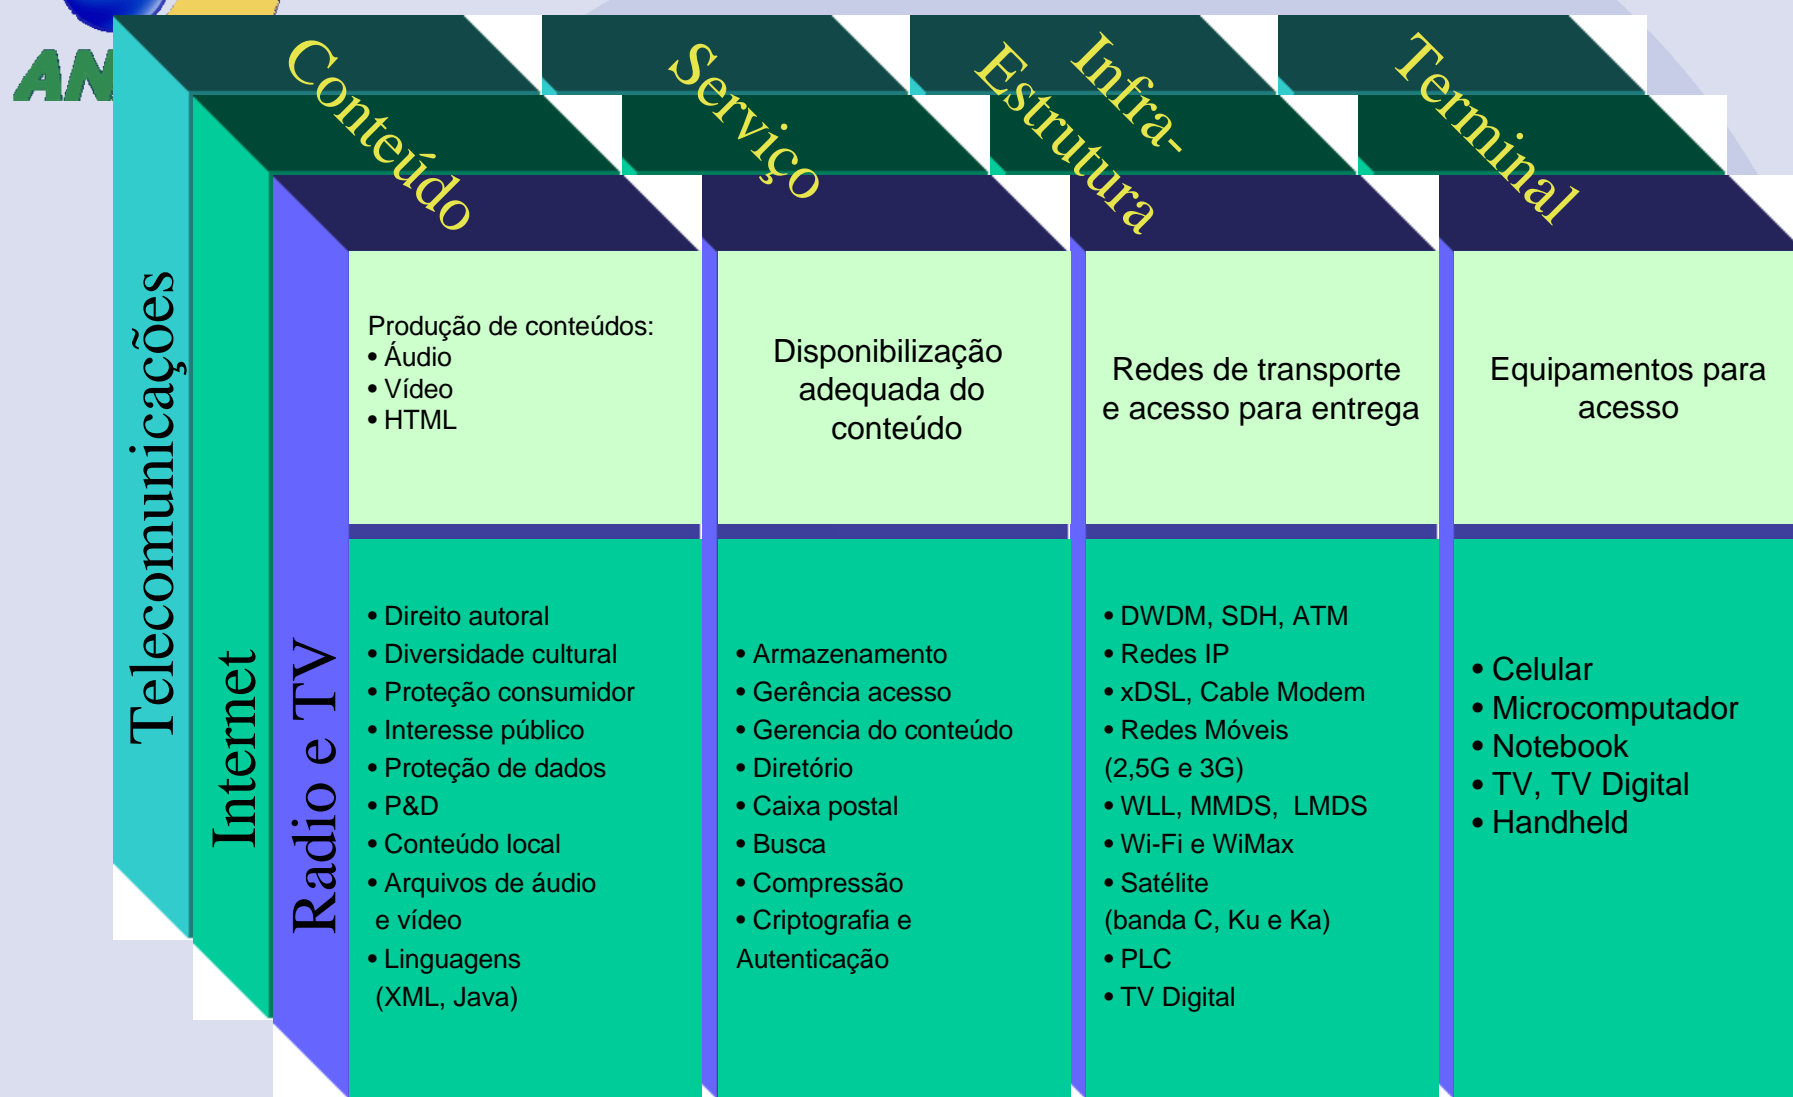 AN
Conteúdo
Serviço
Infra-
Estrutura
Terminal
Telecomunicações
Internet
Radio e TV
Produção de conteúdos:
• Áudio
• Vídeo
• HTML
Disponibilização
adequada do
conteúdo
Redes de transporte
e acesso para entrega
Equipamentos para
acesso
• Direito autoral
• Diversidade cultural
• Proteção consumidor
• Interesse público
• Proteção de dados
• P&D
• Conteúdo local
• Arquivos de áudio
e vídeo
• Linguagens
(XML, Java)
• Armazenamento
• Gerência acesso
• Gerencia do conteúdo
• Diretório
• Caixa postal
• Busca
• Compressão
• Criptografia e
Autenticação
• DWDM, SDH, ATM
• Redes IP
• xDSL, Cable Modem
• Redes Móveis
(2,5G e 3G)
• WLL, MMDS, LMDS
• Wi-Fi e WiMax
• Satélite
(banda C, Ku e Ka)
• PLC
• TV Digital
• Celular
• Microcomputador
• Notebook
• TV, TV Digital
• Handheld